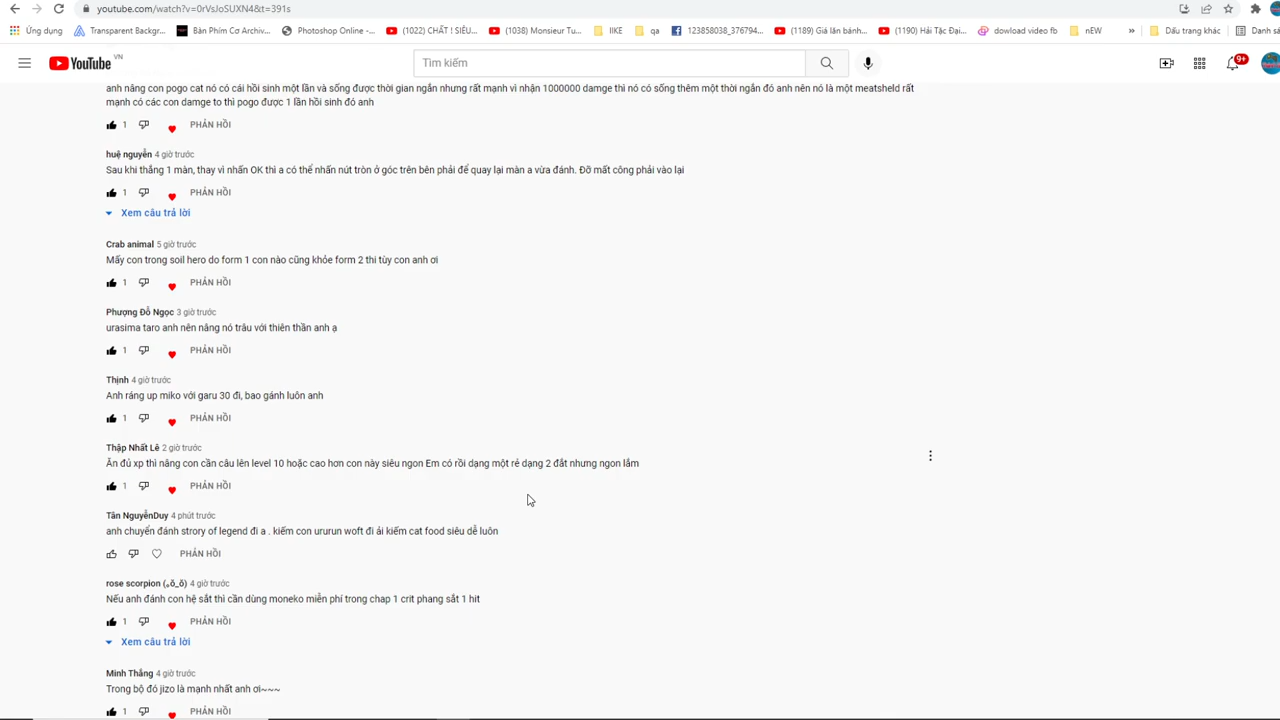 youtube.com/watch?v=0rVsJoSUXN4&t=391s
Ứng dụng Transparent Backgr... Bàn Phím Cơ Archiv... Photoshop Online -... (1022) CHẤT ! SIÊU... (1038) Monsieur Tu... lIKE qa 123858038_376794... (1189) Giá lăn bánh... (1190) Hải Tặc Đại... dowload video fb nEW » Dấu trang khác Danh sá
YouTube VN Tìm kiếm 9+
anh nâng con pogo cat nó có cái hồi sinh một lần và sống được thời gian ngắn nhưng rất mạnh vì nhận 1000000 damge thì nó có sống thêm một thời ngắn đó anh nên nó là một meatsheld rất
mạnh có các con damge to thì pogo được 1 lần hồi sinh đó anh
1 PHẢN HỒI
huệ nguyễn 4 giờ trước
Sau khi thắng 1 màn, thay vì nhấn OK thì a có thể nhấn nút tròn ở góc trên bên phải để quay lại màn a vừa đánh. Đỡ mất công phải vào lại
1 PHẢN HỒI
Xem câu trả lời
Crab animal 5 giờ trước
Mấy con trong soil hero do form 1 con nào cũng khỏe form 2 thi tùy con anh ơi
1 PHẢN HỒI
Phượng Đỗ Ngọc 3 giờ trước
urasima taro anh nên nâng nó trâu với thiên thần anh ạ
1 PHẢN HỒI
Thịnh 4 giờ trước
Anh ráng up miko với garu 30 đi, bao gánh luôn anh
1 PHẢN HỒI
Thập Nhất Lê 2 giờ trước
Ăn đủ xp thì nâng con cần câu lên level 10 hoặc cao hơn con này siêu ngon Em có rồi dạng một rẻ dạng 2 đắt nhưng ngon lắm
1 PHẢN HỒI
Tân NguyễnDuy 4 phút trước
anh chuyển đánh strory of legend đi a . kiếm con ururun woft đi ải kiếm cat food siêu dễ luôn
PHẢN HỒI
rose scorpion (｡ŏ_ŏ) 4 giờ trước
Nếu anh đánh con hệ sắt thì cần dùng moneko miễn phí trong chap 1 crit phang sắt 1 hit
1 PHẢN HỒI
Xem câu trả lời
Minh Thắng 4 giờ trước
Trong bộ đó jizo là mạnh nhất anh ơi~~~
1 PHẢN HỒI